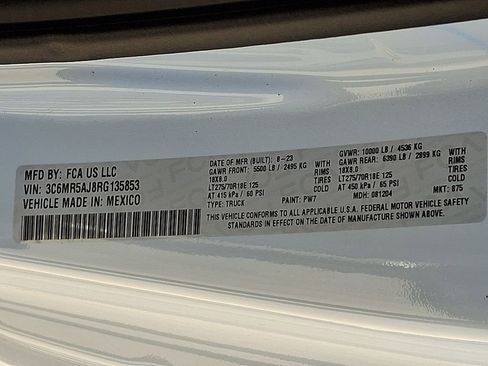 MFD BY: FCA US LLC
VIN: 3C6MR5AJ8RG135853
VEHICLE MADE IN: MEXICO
DATE OF MFR (BUILT): 8-23
GAWR FRONT: 5500 LB / 2495 KG
WITH
18X8.0 RIMS
LT275/70R18E 125 TIRES
AT 415 kPa / 60 PSI COLD
TYPE: TRUCK
GVWR: 10000 LB / 4536 KG
GAWR REAR: 6390 LB / 2899 KG
WITH
18X8.0 RIMS
LT275/70R18E 125 TIRES
AT 450 kPa / 65 PSI COLD
PAINT: PW7 MDH: 081204 MKT: 875
THIS VEHICLE CONFORMS TO ALL APPLICABLE U.S.A. FEDERAL MOTOR VEHICLE SAFETY
STANDARDS IN EFFECT ON THE DATE OF MANUFACTURE SHOWN ABOVE.